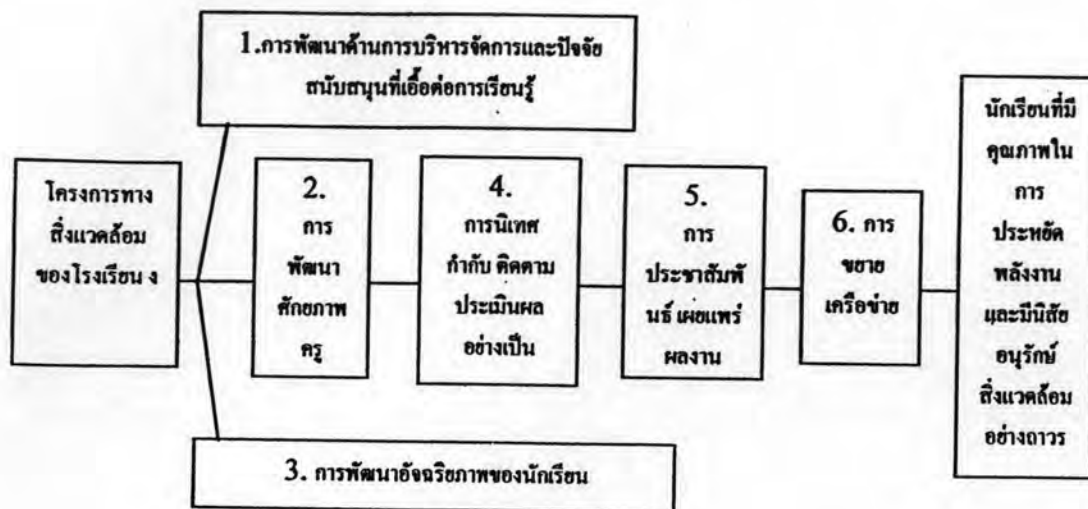 1.การพัฒนาด้านการบริหารจัดการและปัจจัย
สนับสนุนที่เอื้อต่อการเรียนรู้
โครงการทาง
สิ่งแวดล้อม
ของโรงเรียน ง
2.
การ
พัฒนา
ศักยภาพ
ครู
4.
การนิเทศ
กำกับ ติดตาม
ประเมินผล
อย่างเป็น
5.
การ
ประชาสัมพั
นธ์ เผยแพร่
ผลงาน
6. การ
ขยาย
เครือข่าย
นักเรียนที่มี
คุณภาพใน
การ
ประหยัด
พลังงาน
และมีนิสัย
อนุรักษ์
สิ่งแวดล้อม
อย่างถาวร
3. การพัฒนาอัจฉริยภาพของนักเรียน